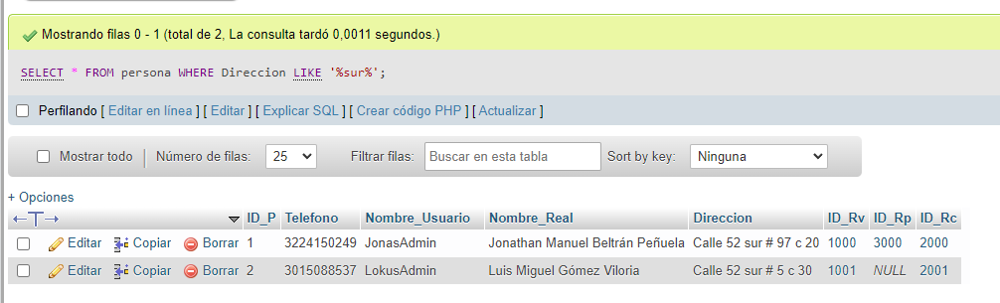 Mostrando filas 0 - 1 (total de 2, La consulta tardó 0,0011 segundos.)
SELECT * FROM persona WHERE Direccion LIKE '%sur%';
Perfilando [ Editar en línea ] [ Editar ] [ Explicar SQL ] [ Crear código PHP ] [ Actualizar ]
Mostrar todo | Número de filas: 25 Filtrar filas: Buscar en esta tabla Sort by key: Ninguna
+ Opciones
←T→ ID_P Telefono Nombre_Usuario Nombre_Real Direccion ID_Rv ID_Rp ID_Rc
Editar Copiar Borrar 1 3224150249 JonasAdmin Jonathan Manuel Beltrán Peñuela Calle 52 sur # 97 c 20 1000 3000 2000
Editar Copiar Borrar 2 3015088537 LokusAdmin Luis Miguel Gómez Viloria Calle 52 sur # 5 c 30 1001 NULL 2001